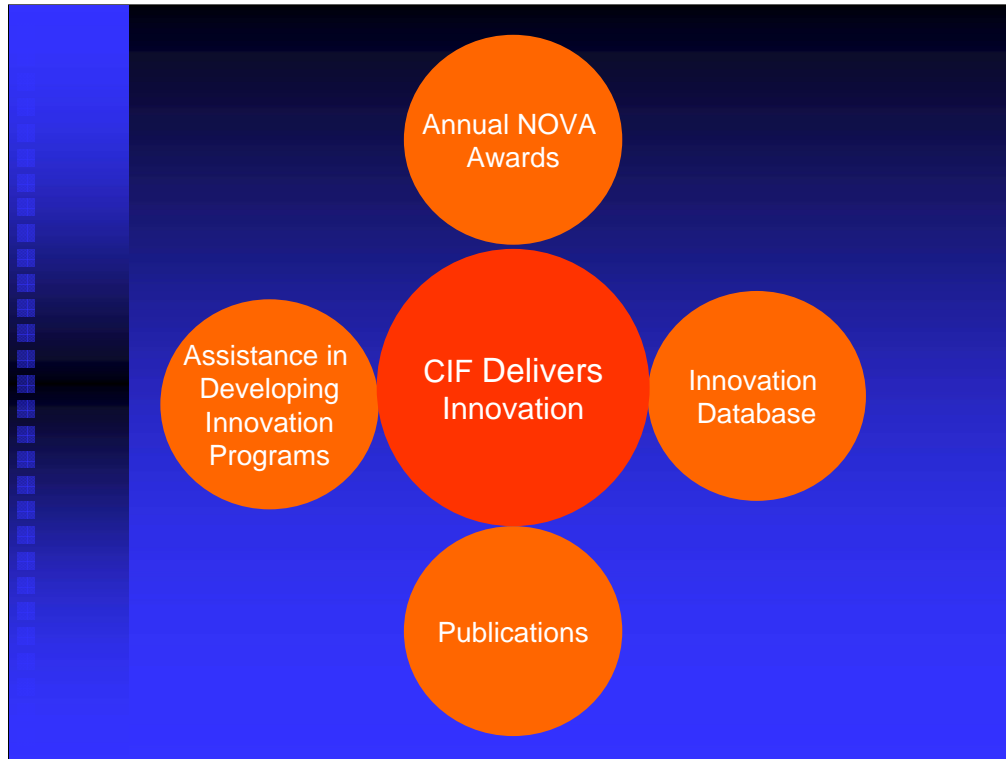 Annual NOVA
Awards
Assistance in
Developing
Innovation
Programs
CIF Delivers
Innovation
Innovation
Database
Publications